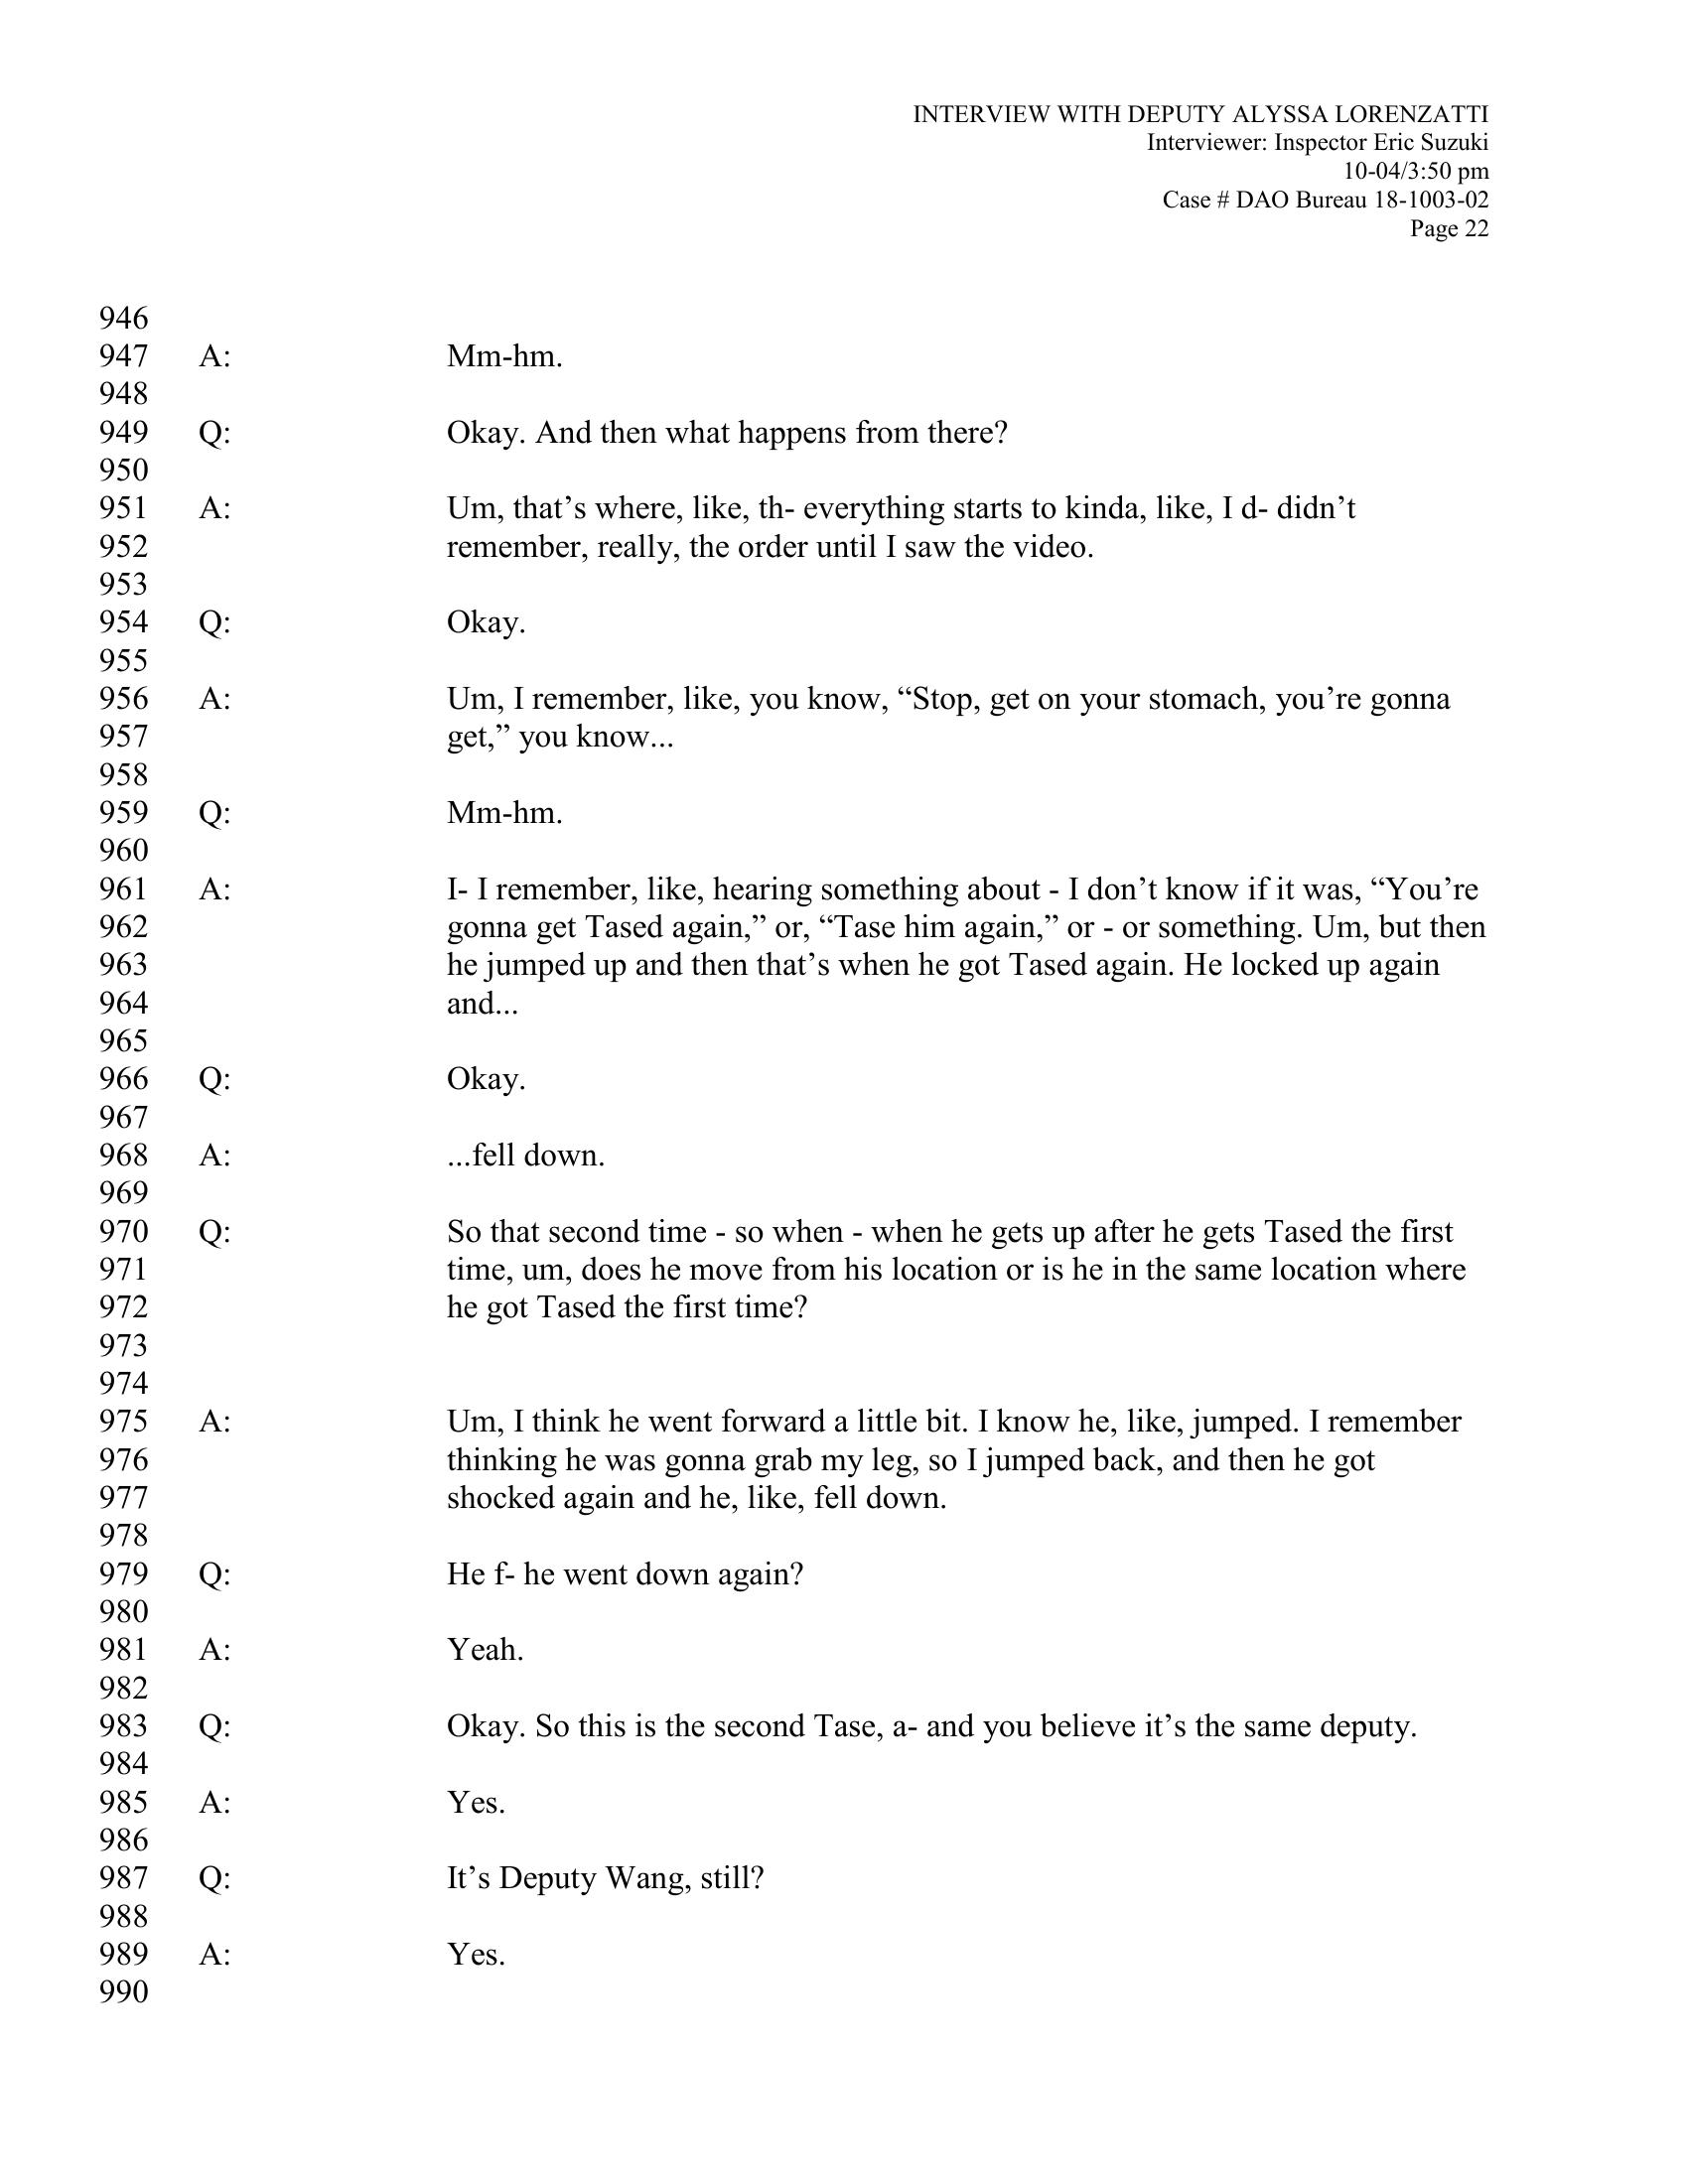 INTERVIEW WITH DEPUTY ALYSSA LORENZATTI
Interviewer: Inspector Eric Suzuki
10-04/3:50 pm
Case # DAO Bureau 18-1003-02
Page 22
946
947 A: Mm-hm.
948
949 Q: Okay. And then what happens from there?
950
951 A: Um, that’s where, like, th- everything starts to kinda, like, I d- didn’t
952 remember, really, the order until I saw the video.
953
954 Q: Okay.
955
956 A: Um, I remember, like, you know, “Stop, get on your stomach, you’re gonna
957 get,” you know...
958
959 Q: Mm-hm.
960
961 A: I- I remember, like, hearing something about - I don’t know if it was, “You’re
962 gonna get Tased again,” or, “Tase him again,” or - or something. Um, but then
963 he jumped up and then that’s when he got Tased again. He locked up again
964 and...
965
966 Q: Okay.
967
968 A: ...fell down.
969
970 Q: So that second time - so when - when he gets up after he gets Tased the first
971 time, um, does he move from his location or is he in the same location where
972 he got Tased the first time?
973
974
975 A: Um, I think he went forward a little bit. I know he, like, jumped. I remember
976 thinking he was gonna grab my leg, so I jumped back, and then he got
977 shocked again and he, like, fell down.
978
979 Q: He f- he went down again?
980
981 A: Yeah.
982
983 Q: Okay. So this is the second Tase, a- and you believe it’s the same deputy.
984
985 A: Yes.
986
987 Q: It’s Deputy Wang, still?
988
989 A: Yes.
990